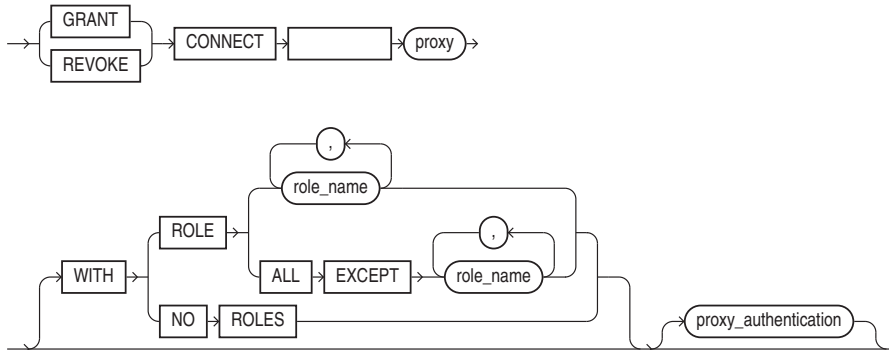 GRANT
REVOKE
CONNECT
proxy
,
role_name
ROLE
,
WITH
ALL EXCEPT role_name
NO ROLES
proxy_authentication